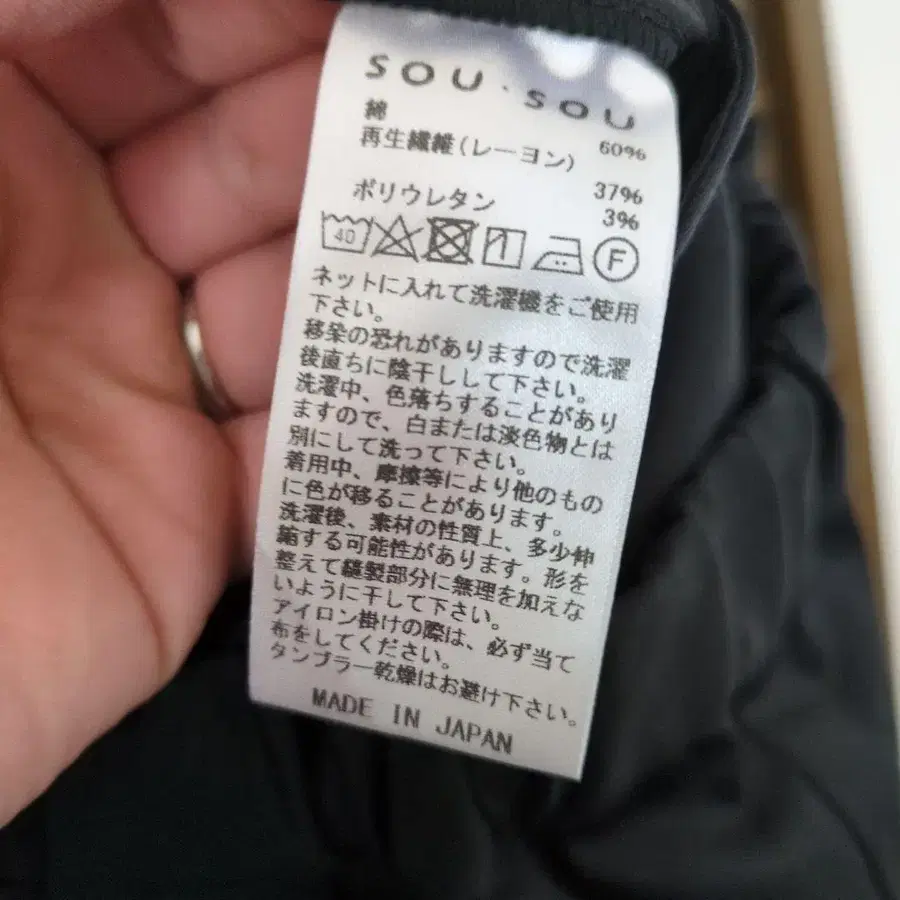 SOU・SOU
綿 60%
再生繊維(レーヨン) 37%
ポリウレタン 3%
40 F
ネットに入れて洗濯機をご使用
下さい。
移染の恐れがありますので洗濯
後直ちに陰干しして下さい。
洗濯中、色落ちすることがあり
ますので、白または淡色物とは
別にして洗って下さい。
着用中、摩擦等により他のもの
に色が移ることがあります。
洗濯後、素材の性質上、多少伸
縮する可能性があります。形を
整えて縫製部分に無理を加えな
いように干して下さい。
アイロン掛けの際は、必ず当て
布をしてください。
タンブラー乾燥はお避け下さい。
MADE IN JAPAN